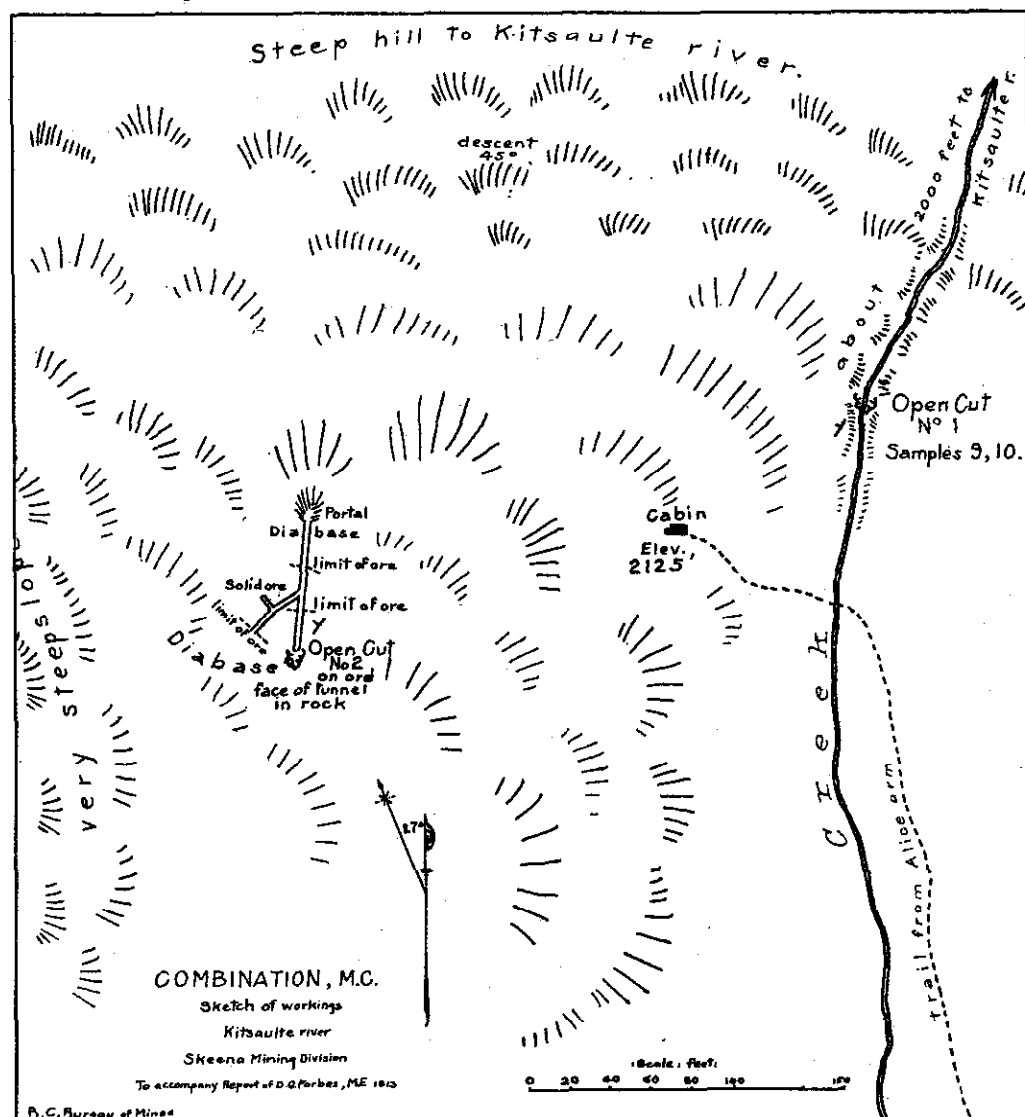 Steep hill to Kitsaulte river.
descent
45°
about 2000 feet to
Kitsaulte r.
Open Cut
Nº 1
Samples 9, 10.
Portal
Diabase
limit of ore
Solid ore
limit of ore
limit of ore
Diabase
Open Cut
No 2
on ore
face of tunnel
in rock
Cabin
Elev.,
2125
very steep slope
Creek
trail from Alice arm
27°
COMBINATION, M.C.
Sketch of workings
Kitsaulte river
Skeena Mining Division
To accompany Report of D.Q. Forbes, M.E 1913
Scale: feet:
0 20 40 60 80 100 150
B.C. Bureau of Mines